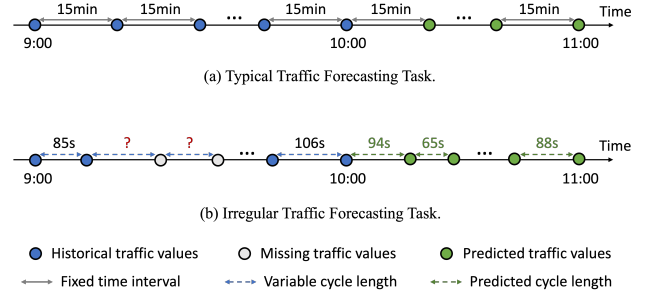 15min 15min ... 15min 15min ... 15min Time
9:00 10:00 11:00
(a) Typical Traffic Forecasting Task.
85s ? ? ... 106s 94s 65s ... 88s Time
9:00 10:00 11:00
(b) Irregular Traffic Forecasting Task.
Historical traffic values Missing traffic values Predicted traffic values
Fixed time interval Variable cycle length Predicted cycle length